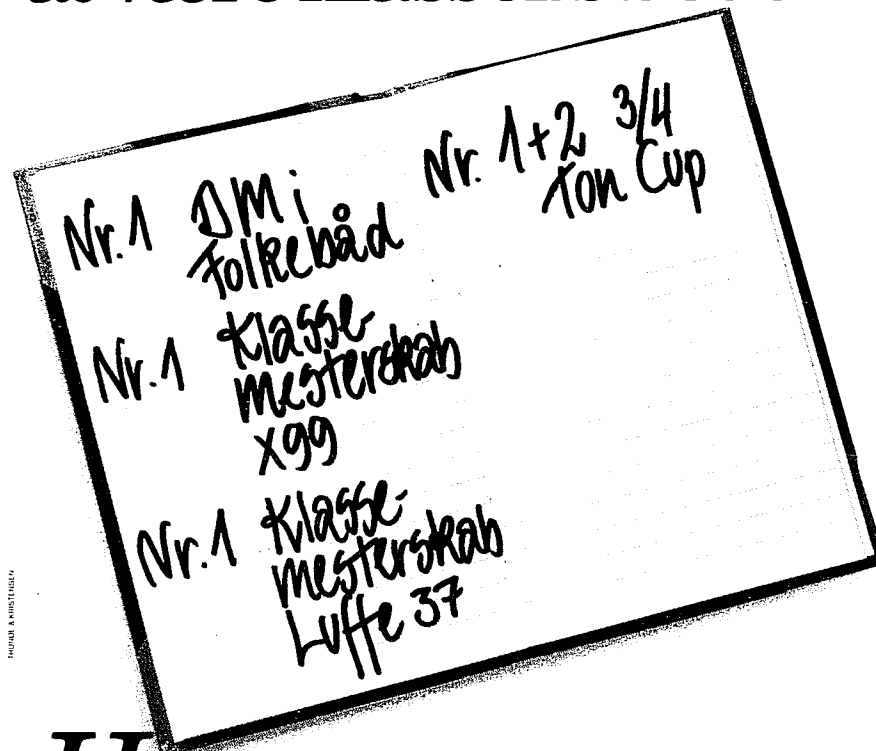 Nr. 1 DM i
Folkebåd
Nr. 1 Klasse-
mesterskab
X99
Nr. 1 Klasse-
mesterskab
Luffe 37
Nr. 1+2 3/4
Ton Cup